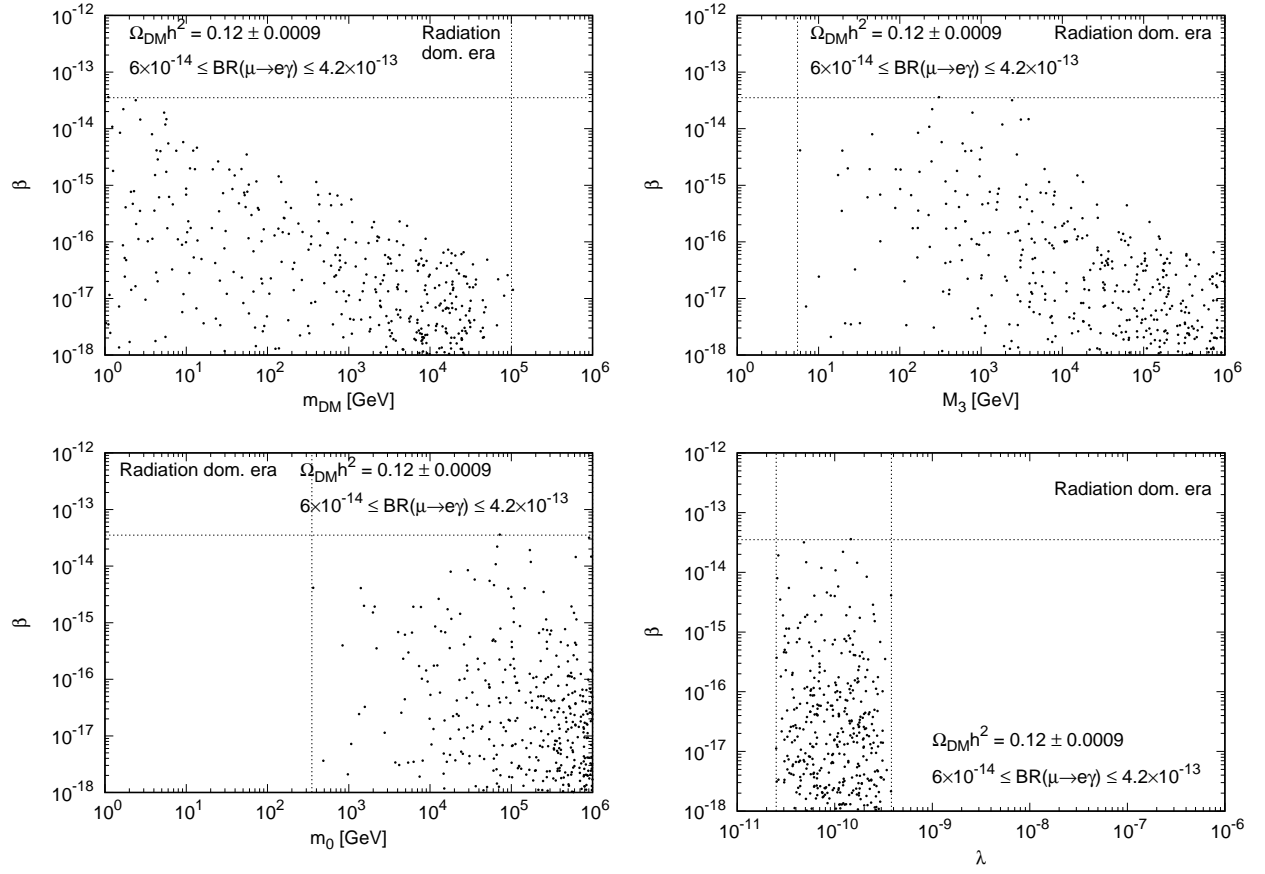 10^-12
10^-13
10^-14
10^-15
10^-16
10^-17
10^-18
β
Ω_DM h^2 = 0.12 ± 0.0009
6×10^-14 ≤ BR(μ→eγ) ≤ 4.2×10^-13
Radiation
dom. era
10^0 10^1 10^2 10^3 10^4 10^5 10^6
m_DM [GeV]
10^-12
10^-13
10^-14
10^-15
10^-16
10^-17
10^-18
β
Ω_DM h^2 = 0.12 ± 0.0009
Radiation dom. era
6×10^-14 ≤ BR(μ→eγ) ≤ 4.2×10^-13
10^0 10^1 10^2 10^3 10^4 10^5 10^6
M_3 [GeV]
10^-12
10^-13
10^-14
10^-15
10^-16
10^-17
10^-18
β
Radiation dom. era
Ω_DM h^2 = 0.12 ± 0.0009
6×10^-14 ≤ BR(μ→eγ) ≤ 4.2×10^-13
10^0 10^1 10^2 10^3 10^4 10^5 10^6
m_0 [GeV]
10^-12
10^-13
10^-14
10^-15
10^-16
10^-17
10^-18
β
Radiation dom. era
Ω_DM h^2 = 0.12 ± 0.0009
6×10^-14 ≤ BR(μ→eγ) ≤ 4.2×10^-13
10^-11 10^-10 10^-9 10^-8 10^-7 10^-6
λ